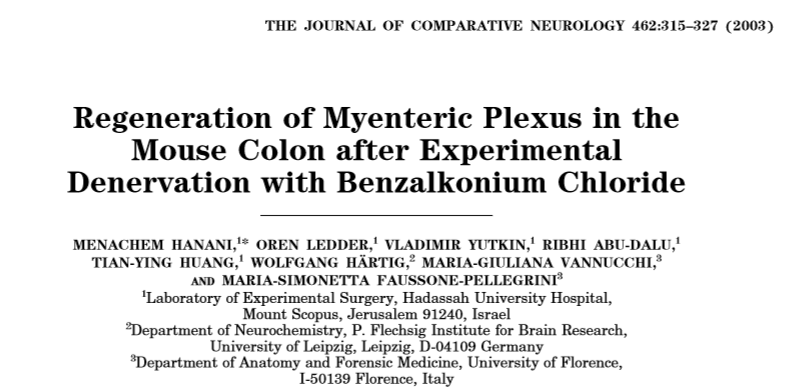 THE JOURNAL OF COMPARATIVE NEUROLOGY 462:315–327 (2003)
Regeneration of Myenteric Plexus in the
Mouse Colon after Experimental
Denervation with Benzalkonium Chloride
MENACHEM HANANI,¹* OREN LEDDER,¹ VLADIMIR YUTKIN,¹ RIBHI ABU-DALU,¹
TIAN-YING HUANG,¹ WOLFGANG HÄRTIG,² MARIA-GIULIANA VANNUCCHI,³
AND MARIA-SIMONETTA FAUSSONE-PELLEGRINI³
¹Laboratory of Experimental Surgery, Hadassah University Hospital,
Mount Scopus, Jerusalem 91240, Israel
²Department of Neurochemistry, P. Flechsig Institute for Brain Research,
University of Leipzig, Leipzig, D-04109 Germany
³Department of Anatomy and Forensic Medicine, University of Florence,
I-50139 Florence, Italy